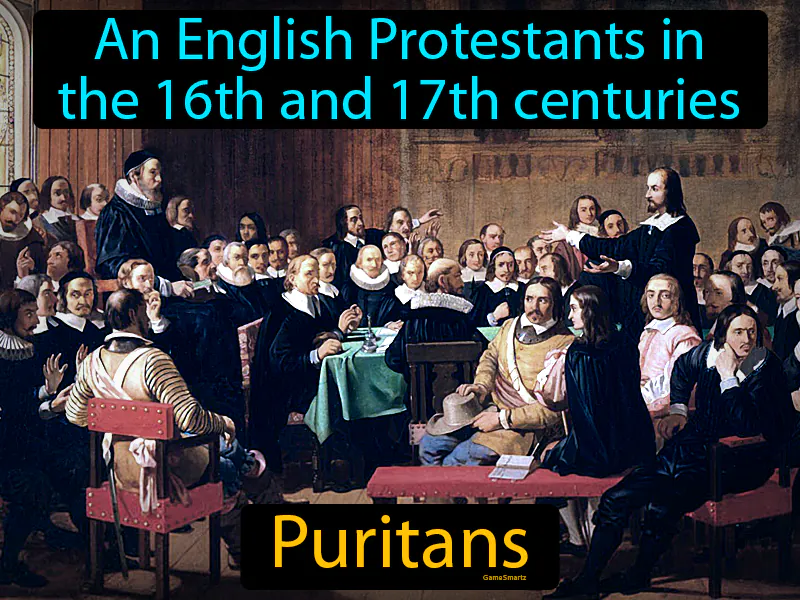 An English Protestants in
the 16th and 17th centuries
Puritans
GameSmartz